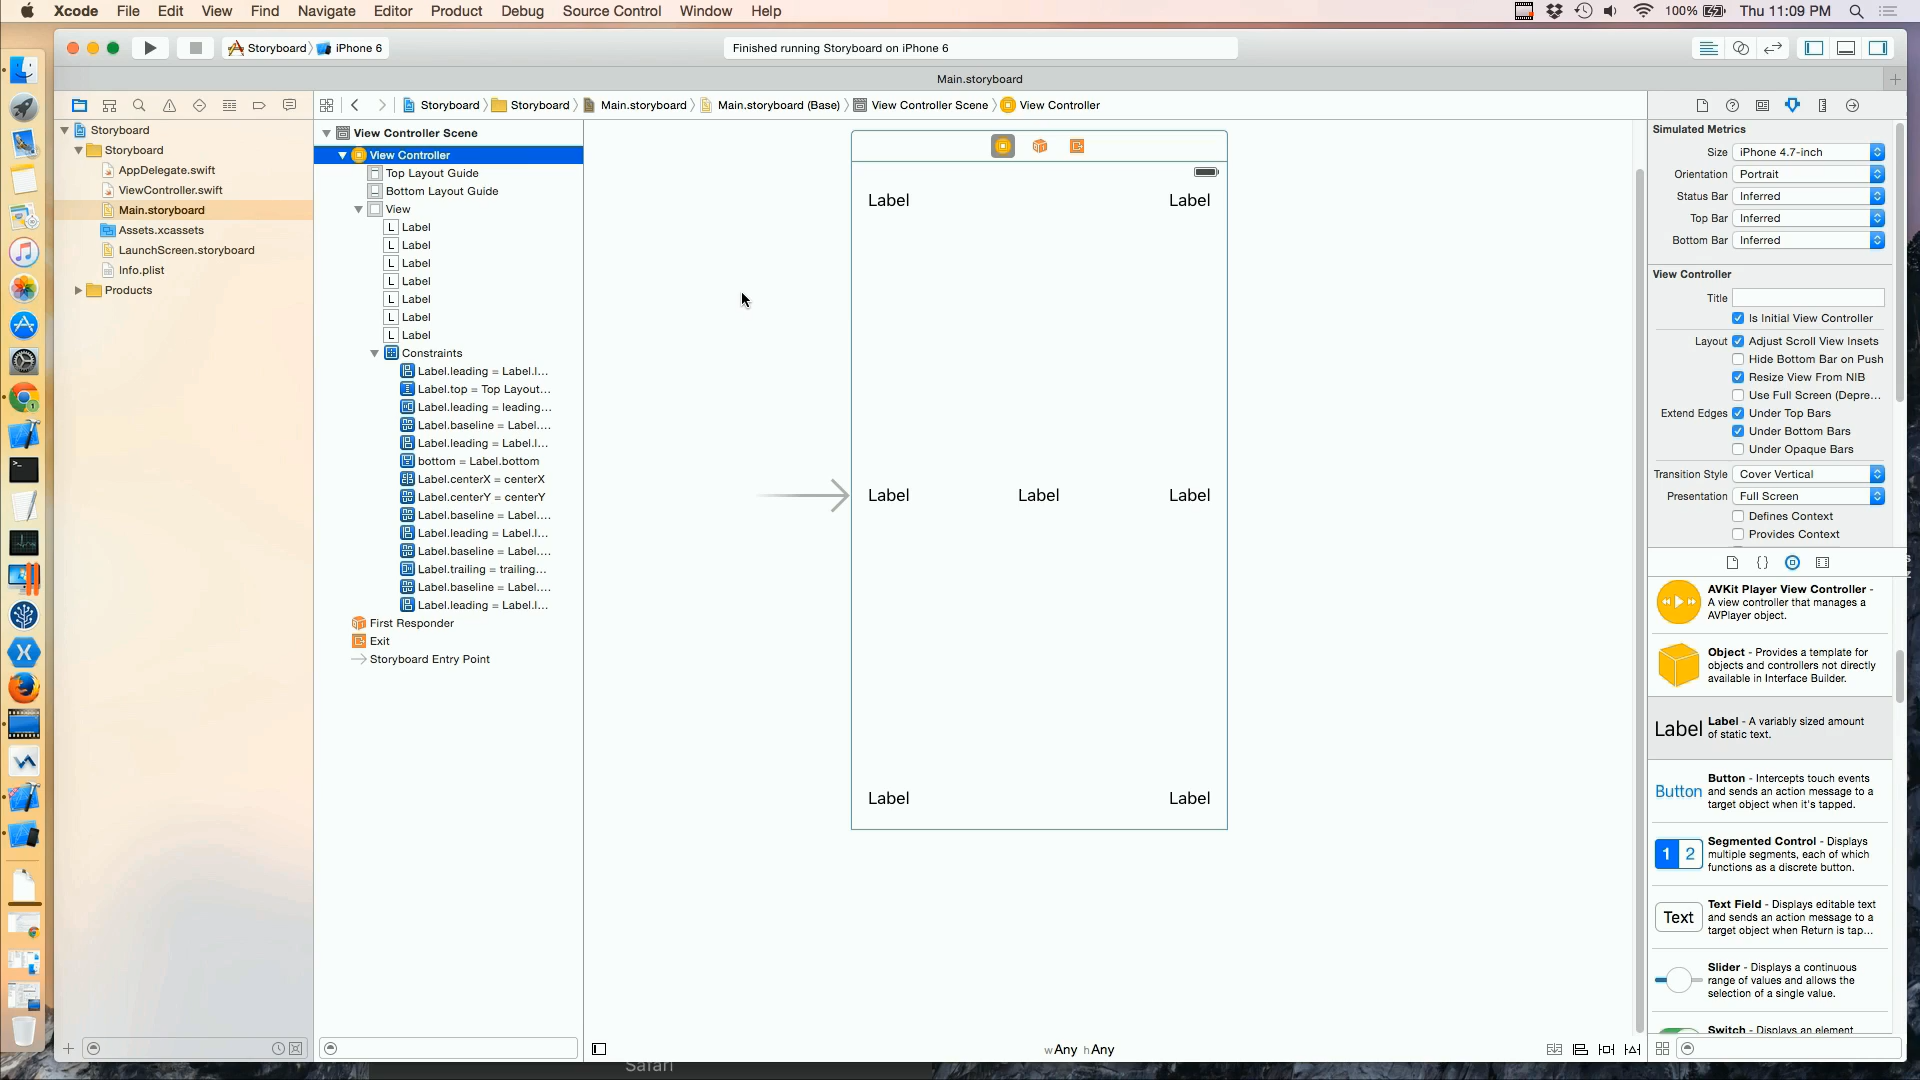 Xcode File Edit View Find Navigate Editor Product Debug Source Control Window Help
100% Thu 11:09 PM
Storyboard iPhone 6
Finished running Storyboard on iPhone 6
Main.storyboard
Storyboard Storyboard Main.storyboard Main.storyboard (Base) View Controller Scene View Controller
Storyboard
Storyboard
AppDelegate.swift
ViewController.swift
Main.storyboard
Assets.xcassets
LaunchScreen.storyboard
Info.plist
Products
View Controller Scene
View Controller
Top Layout Guide
Bottom Layout Guide
View
L Label
L Label
L Label
L Label
L Label
L Label
L Label
Constraints
Label.leading = Label.l...
Label.top = Top Layout...
Label.leading = leading...
Label.baseline = Label....
Label.leading = Label.l...
bottom = Label.bottom
Label.centerX = centerX
Label.centerY = centerY
Label.baseline = Label....
Label.leading = Label.l...
Label.baseline = Label....
Label.trailing = trailing...
Label.baseline = Label....
Label.leading = Label.l...
First Responder
Exit
Storyboard Entry Point
Label Label
Label Label Label
Label Label
wAny hAny
Simulated Metrics
Size iPhone 4.7-inch
Orientation Portrait
Status Bar Inferred
Top Bar Inferred
Bottom Bar Inferred
View Controller
Title
Is Initial View Controller
Layout Adjust Scroll View Insets
Hide Bottom Bar on Push
Resize View From NIB
Use Full Screen (Depre...
Extend Edges Under Top Bars
Under Bottom Bars
Under Opaque Bars
Transition Style Cover Vertical
Presentation Full Screen
Defines Context
Provides Context
AVKit Player View Controller -
A view controller that manages a
AVPlayer object.
Object - Provides a template for
objects and controllers not directly
available in Interface Builder.
Label
Label - A variably sized amount
of static text.
Button
Button - Intercepts touch events
and sends an action message to a
target object when it's tapped.
1 2
Segmented Control - Displays
multiple segments, each of which
functions as a discrete button.
Text
Text Field - Displays editable text
and sends an action message to a
target object when Return is tap...
Slider - Displays a continuous
range of values and allows the
selection of a single value.
Switch - Displays an element
Safari